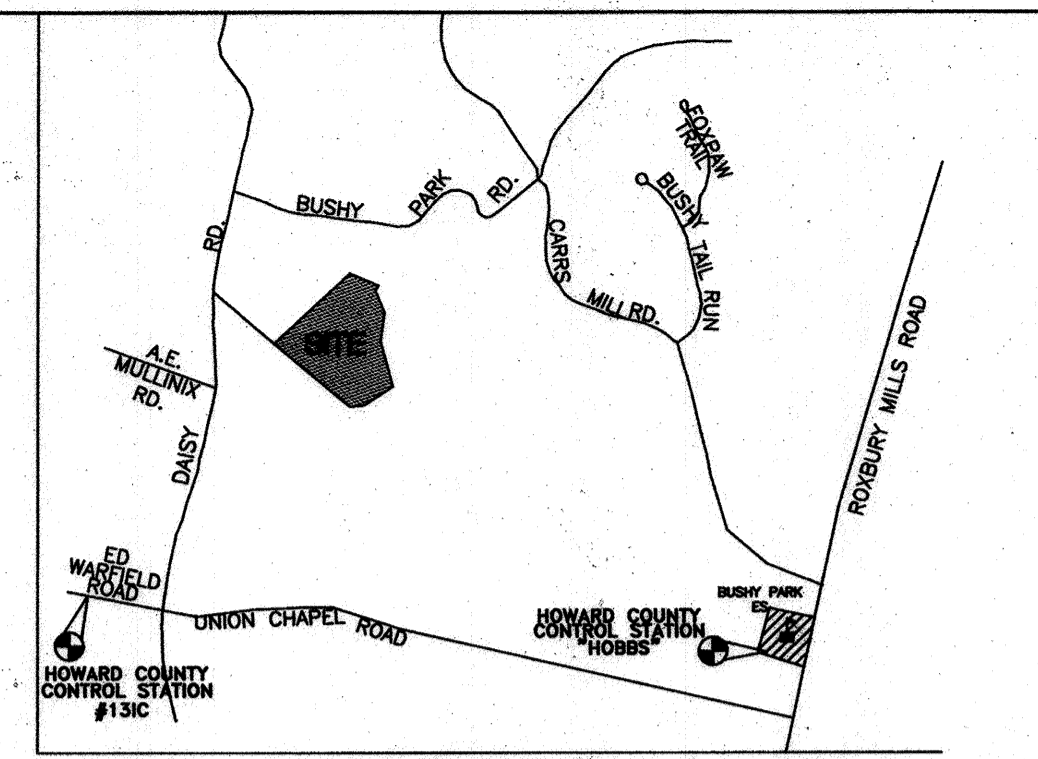 FOXPAW
TRAIL
BUSHY TAIL RUN
BUSHY PARK RD.
CARRS MILL RD.
RD.
SITE
A.E.
MULLINIX
RD.
ROXBURY MILLS ROAD
DAISY
ED
WARFIELD
ROAD
UNION CHAPEL ROAD
BUSHY PARK
ES
HOWARD COUNTY
CONTROL STATION
"HOBBS"
HOWARD COUNTY
CONTROL STATION
#131C